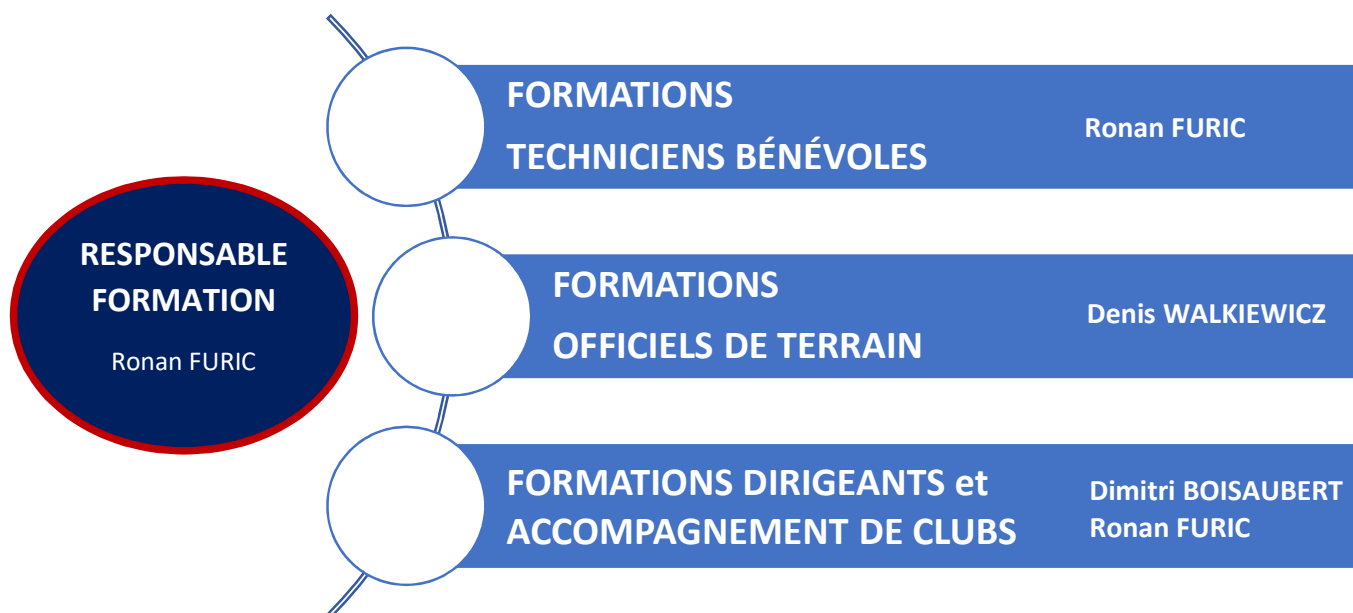 RESPONSABLE
FORMATION
Ronan FURIC
FORMATIONS
TECHNICIENS BÉNÉVOLES
Ronan FURIC
FORMATIONS
OFFICIELS DE TERRAIN
Denis WALKIEWICZ
FORMATIONS DIRIGEANTS et
ACCOMPAGNEMENT DE CLUBS
Dimitri BOISAUBERT
Ronan FURIC